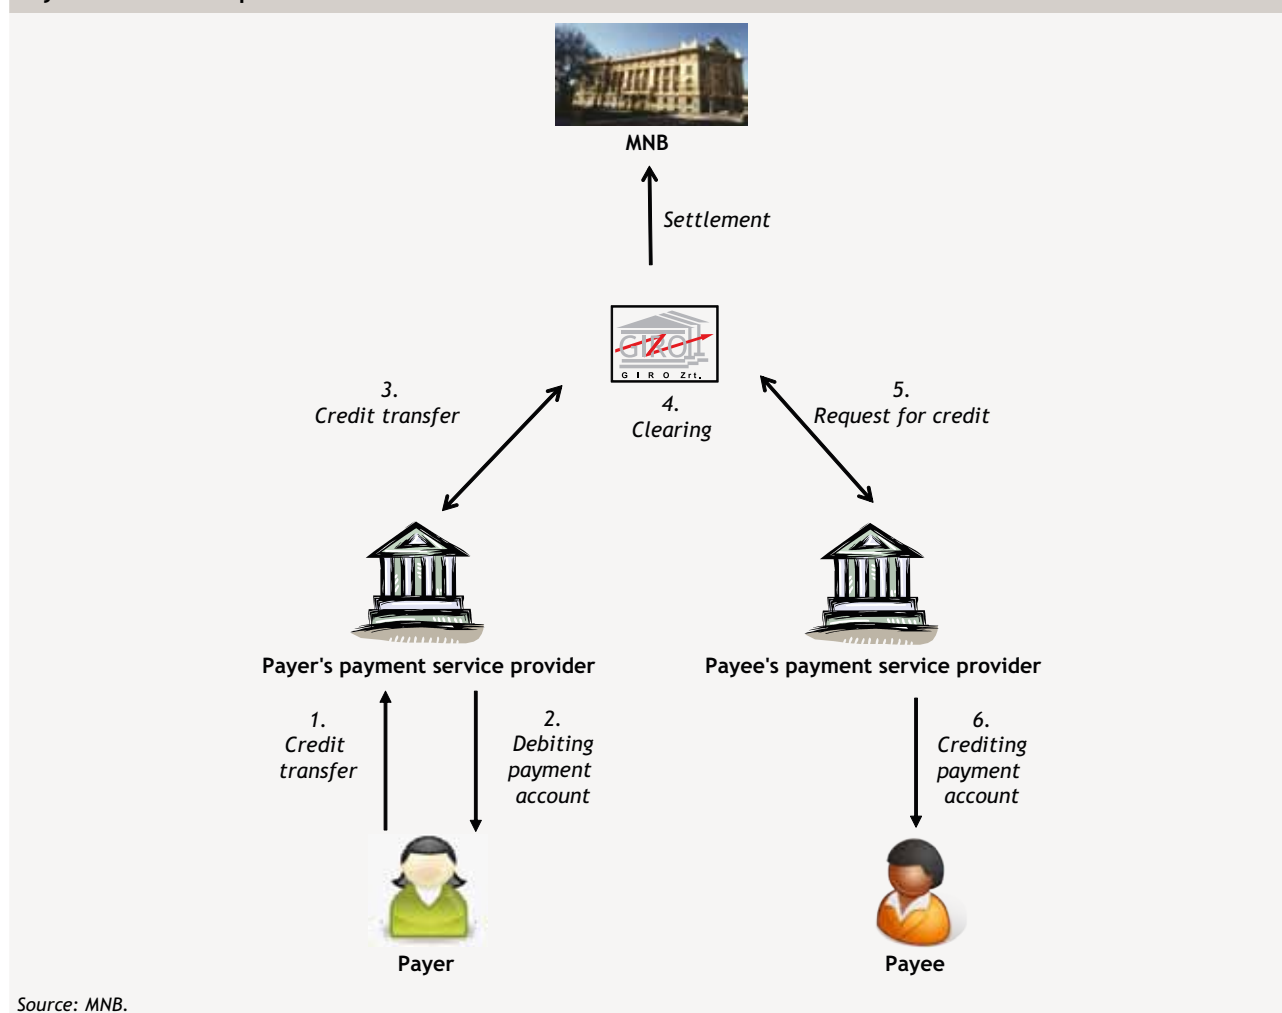 MNB
Settlement
GIRO
GIRO Zrt.
3.
Credit transfer
4.
Clearing
5.
Request for credit
Payer's payment service provider
Payee's payment service provider
1.
Credit
transfer
2.
Debiting
payment
account
6.
Crediting
payment
account
Payer
Payee
Source: MNB.